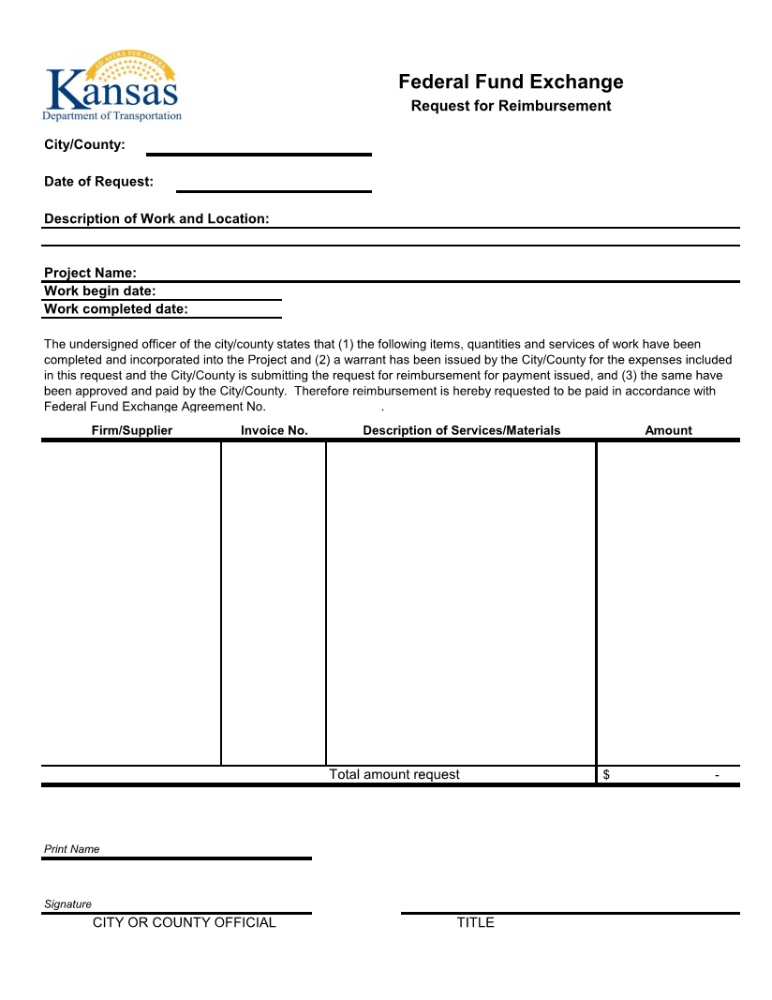 AD ASTRA PER ASPERA
Kansas
Department of Transportation
Federal Fund Exchange
Request for Reimbursement
City/County:
Date of Request:
Description of Work and Location:
Project Name:
Work begin date:
Work completed date:
The undersigned officer of the city/county states that (1) the following items, quantities and services of work have been
completed and incorporated into the Project and (2) a warrant has been issued by the City/County for the expenses included
in this request and the City/County is submitting the request for reimbursement for payment issued, and (3) the same have
been approved and paid by the City/County.  Therefore reimbursement is hereby requested to be paid in accordance with
Federal Fund Exchange Agreement No. .
Firm/Supplier Invoice No. Description of Services/Materials Amount
Total amount request $ -
Print Name
Signature
CITY OR COUNTY OFFICIAL TITLE